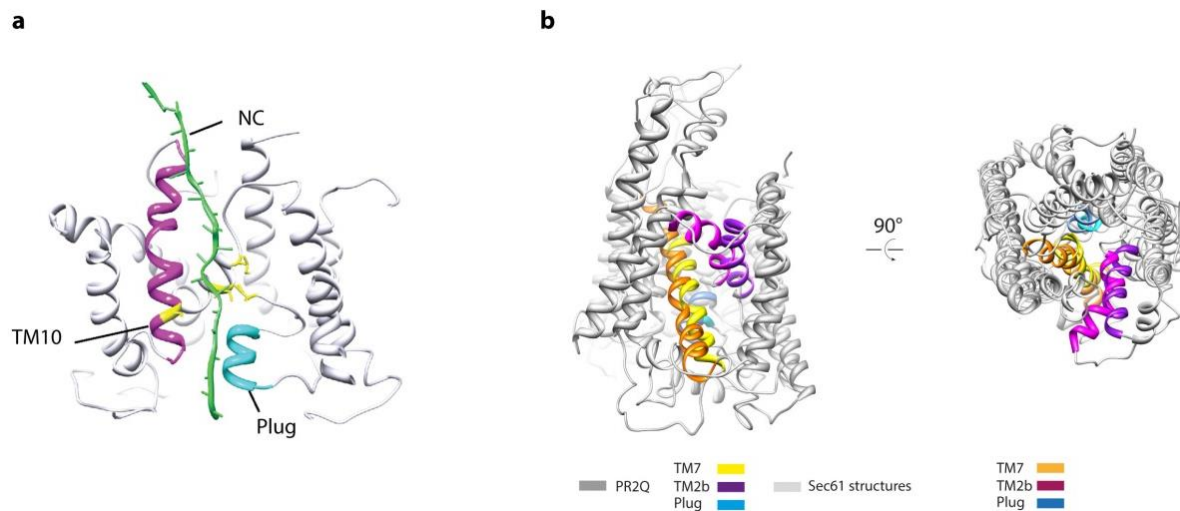 a
b
NC
TM10
Plug
90°
PR2Q
TM7
TM2b
Plug
Sec61 structures
TM7
TM2b
Plug